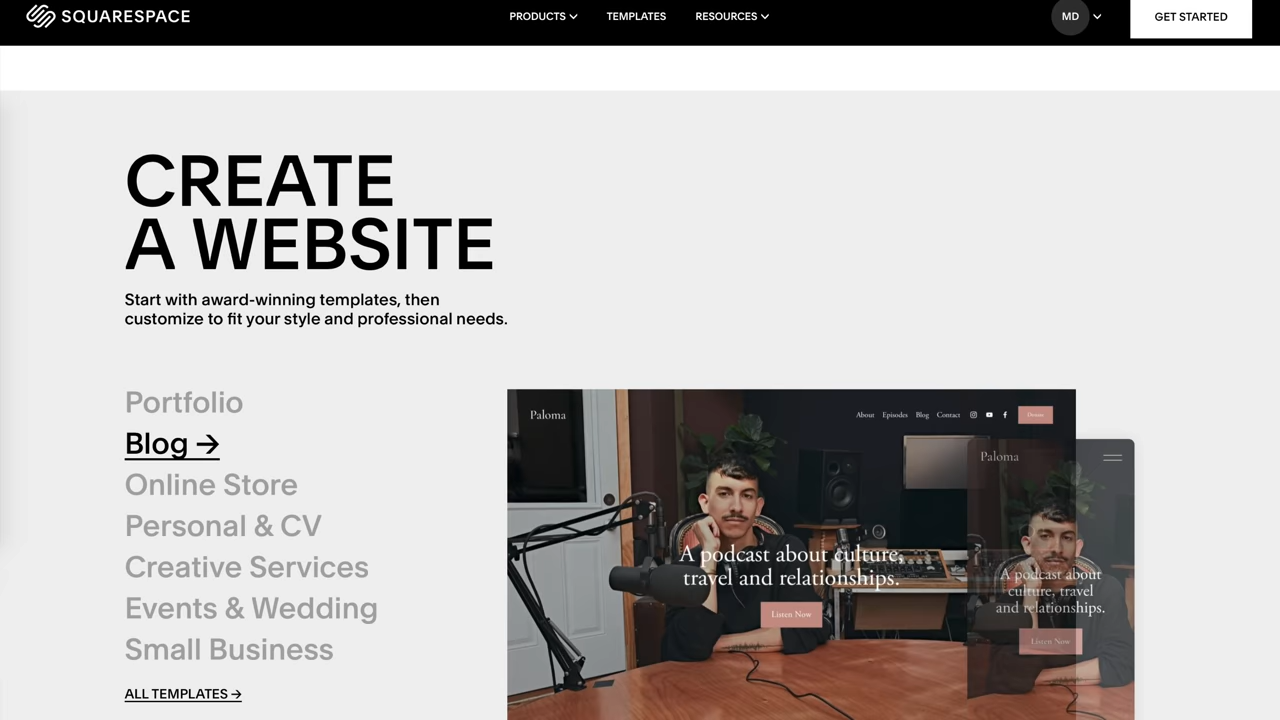 SQUARESPACE
PRODUCTS
TEMPLATES
RESOURCES
MD
GET STARTED
CREATE
A WEBSITE
Start with award-winning templates, then
customize to fit your style and professional needs.
Portfolio
Blog →
Online Store
Personal & CV
Creative Services
Events & Wedding
Small Business
ALL TEMPLATES →
Paloma
About Episodes Blog Contact
Donate
A podcast about culture,
travel and relationships.
Listen Now
Paloma
A podcast about
culture, travel
and relationships.
Listen Now